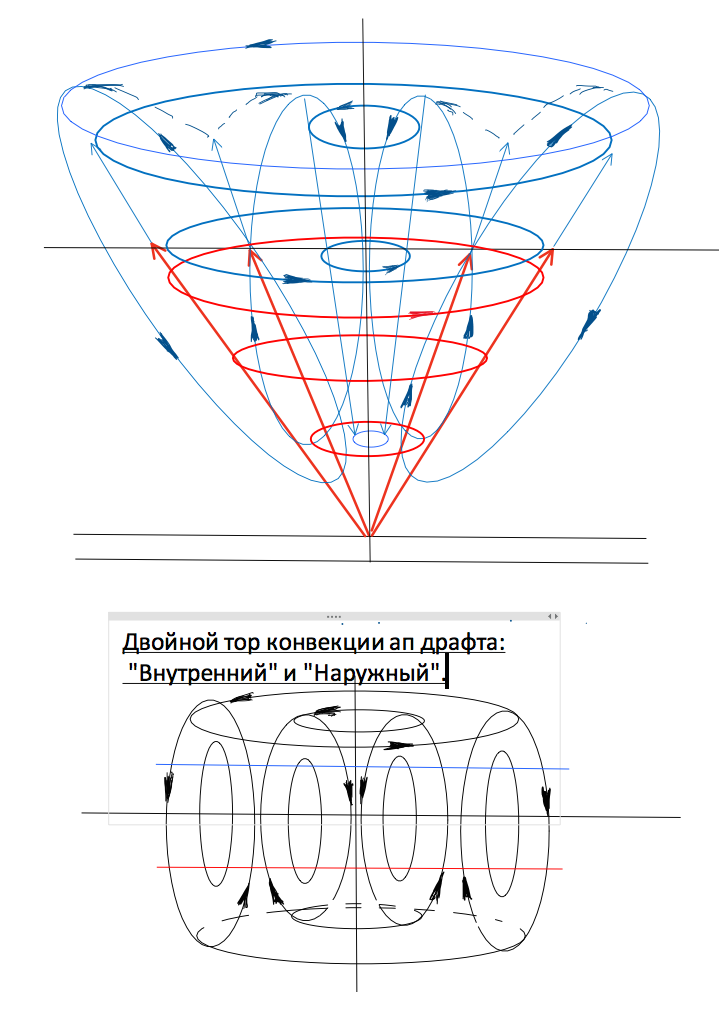 Двойной тор конвекции ап драфта:
"Внутренний" и "Наружный".